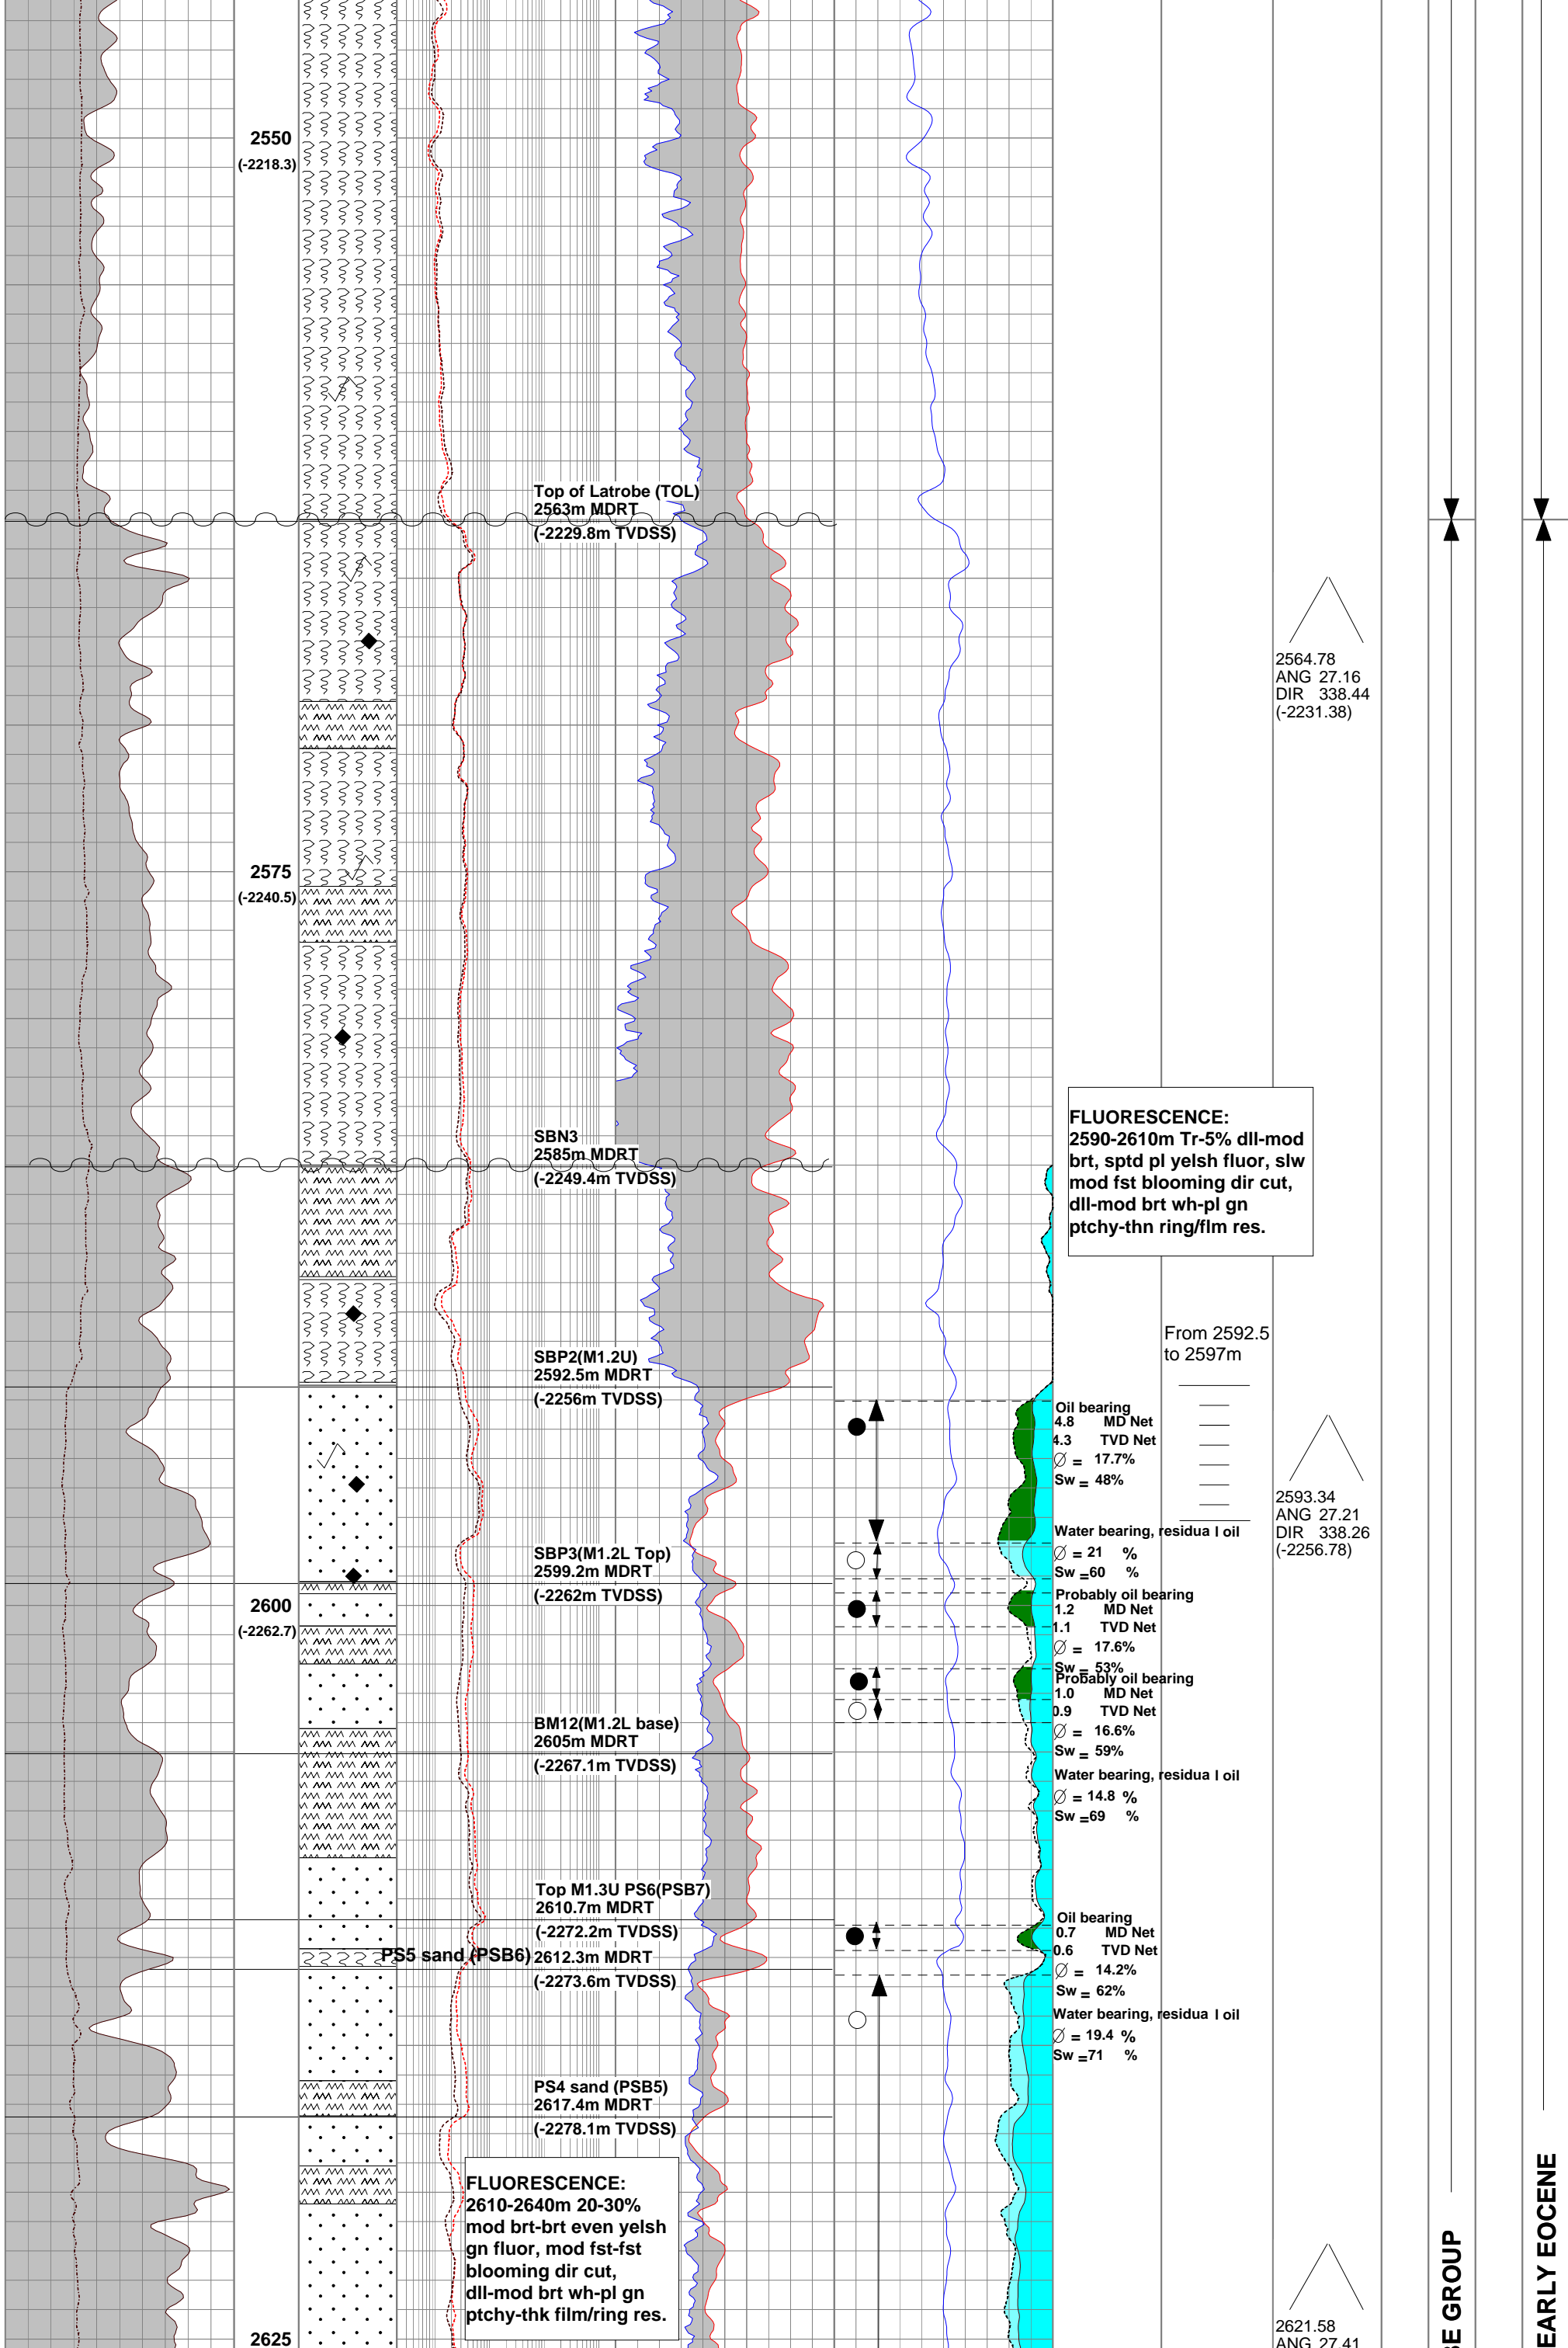 2550
(-2218.3)
Top of Latrobe (TOL)
2563m MDRT
(-2229.8m TVDSS)
2564.78
ANG 27.16
DIR 338.44
(-2231.38)
2575
(-2240.5)
FLUORESCENCE:
2590-2610m Tr-5% dll-mod
brt, sptd pl yelsh fluor, slw
mod fst blooming dir cut,
dll-mod brt wh-pl gn
ptchy-thn ring/flm res.
SBN3
2585m MDRT
(-2249.4m TVDSS)
From 2592.5
to 2597m
SBP2(M1.2U)
2592.5m MDRT
(-2256m TVDSS)
Oil bearing
4.8 MD Net
4.3 TVD Net
Ø = 17.7%
Sw = 48%
2593.34
ANG 27.21
DIR 338.26
(-2256.78)
Water bearing, residua l oil
Ø = 21 %
Sw =60 %
SBP3(M1.2L Top)
2599.2m MDRT
(-2262m TVDSS)
2600
(-2262.7)
Probably oil bearing
1.2 MD Net
1.1 TVD Net
Ø = 17.6%
Sw = 53%
Probably oil bearing
1.0 MD Net
0.9 TVD Net
Ø = 16.6%
Sw = 59%
BM12(M1.2L base)
2605m MDRT
(-2267.1m TVDSS)
Water bearing, residua l oil
Ø = 14.8 %
Sw =69 %
Top M1.3U PS6(PSB7)
2610.7m MDRT
(-2272.2m TVDSS)
Oil bearing
0.7 MD Net
0.6 TVD Net
Ø = 14.2%
Sw = 62%
PS5 sand (PSB6)
2612.3m MDRT
(-2273.6m TVDSS)
Water bearing, residua l oil
Ø = 19.4 %
Sw =71 %
PS4 sand (PSB5)
2617.4m MDRT
(-2278.1m TVDSS)
FLUORESCENCE:
2610-2640m 20-30%
mod brt-brt even yelsh
gn fluor, mod fst-fst
blooming dir cut,
dll-mod brt wh-pl gn
ptchy-thk film/ring res.
2625
2621.58
ANG 27.41
GROUP
EARLY EOCENE